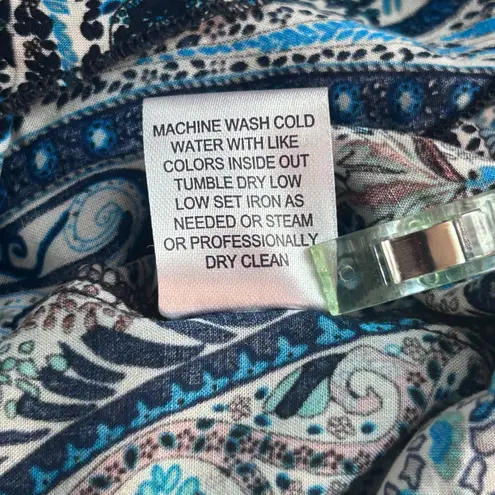 MACHINE WASH COLD
WATER WITH LIKE
COLORS INSIDE OUT
TUMBLE DRY LOW
LOW SET IRON AS
NEEDED OR STEAM
OR PROFESSIONALLY
DRY CLEAN